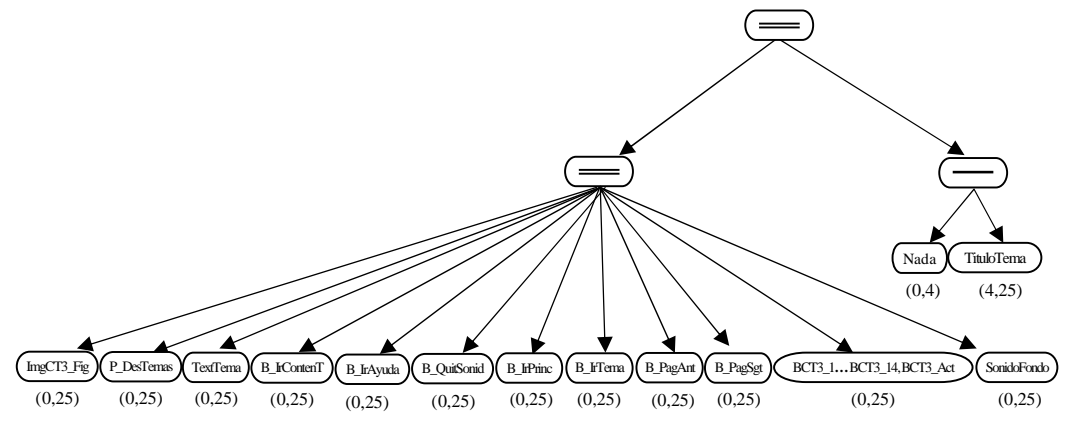 Nada TituloTema
(0,4) (4,25)
ImgCT3_Fig P_DesTemas TextTema B_IrContenT B_IrAyuda B_QuitSonid B_IrPrinc B_IrTema B_PagAnt B_PagSgt BCT3_1…BCT3_14,BCT3_Act SonidoFondo
(0,25) (0,25) (0,25) (0,25) (0,25) (0,25) (0,25) (0,25) (0,25) (0,25) (0,25) (0,25)